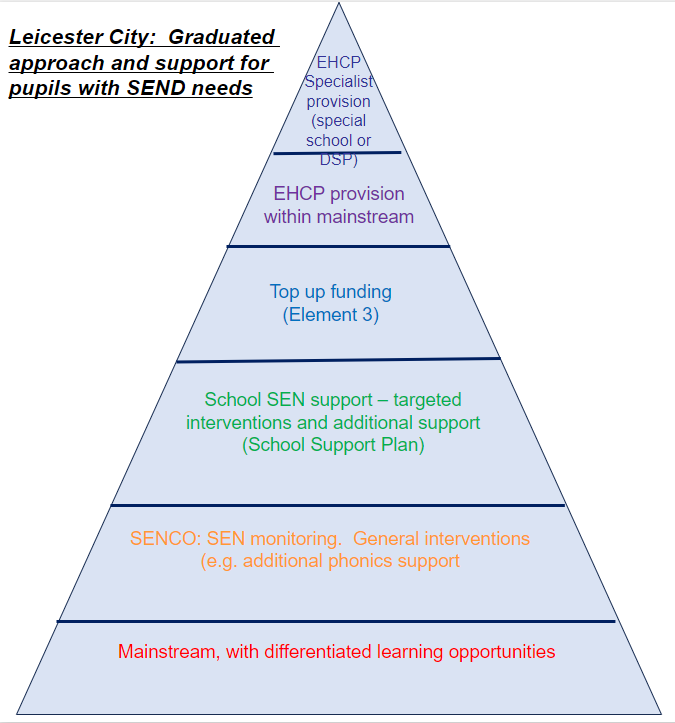 Leicester City:  Graduated
approach and support for
pupils with SEND needs
EHCP
Specialist
provision
(special
school or
DSP)
EHCP provision
within mainstream
Top up funding
(Element 3)
School SEN support – targeted
interventions and additional support
(School Support Plan)
SENCO: SEN monitoring.  General interventions
(e.g. additional phonics support
Mainstream, with differentiated learning opportunities